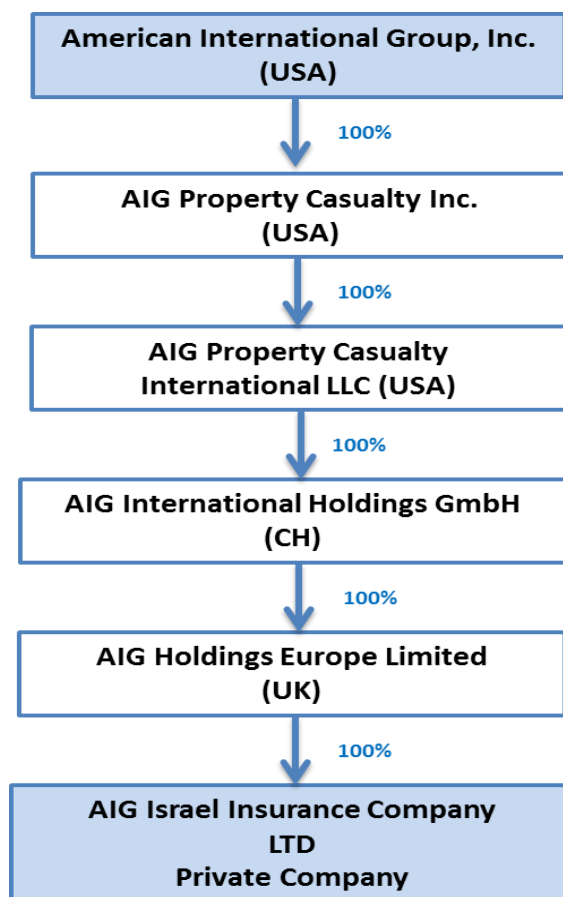 American International Group, Inc.
(USA)
100%
AIG Property Casualty Inc.
(USA)
100%
AIG Property Casualty
International LLC (USA)
100%
AIG International Holdings GmbH
(CH)
100%
AIG Holdings Europe Limited
(UK)
100%
AIG Israel Insurance Company
LTD
Private Company